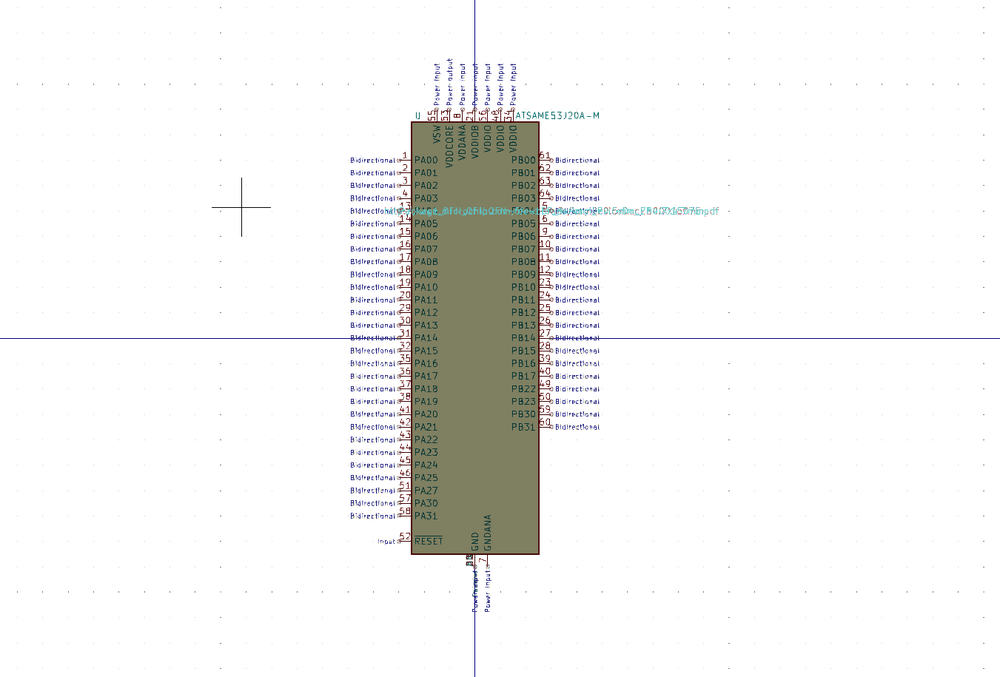 Power Input Power output Power Input Power Input Power Input Power Input Power Input
55 53 8 21 56 48 34
U ATSAME53J20A-M
VSW VDDCORE VDDANA VDDIOB VDDIO VDDIO VDDIO
Bidirectional 1 PA00 PB00 61 Bidirectional
Bidirectional 2 PA01 PB01 62 Bidirectional
Bidirectional 3 PA02 PB02 63 Bidirectional
Bidirectional 4 PA03 PB03 64 Bidirectional
Bidirectional 13
Bidirectional 14 PA05 PB05 6 Bidirectional
Bidirectional 15 PA06 PB06 9 Bidirectional
Bidirectional 16 PA07 PB07 10 Bidirectional
Bidirectional 17 PA08 PB08 11 Bidirectional
Bidirectional 18 PA09 PB09 12 Bidirectional
Bidirectional 19 PA10 PB10 23 Bidirectional
Bidirectional 20 PA11 PB11 24 Bidirectional
Bidirectional 29 PA12 PB12 25 Bidirectional
Bidirectional 30 PA13 PB13 26 Bidirectional
Bidirectional 31 PA14 PB14 27 Bidirectional
Bidirectional 32 PA15 PB15 28 Bidirectional
Bidirectional 35 PA16 PB16 39 Bidirectional
Bidirectional 36 PA17 PB17 40 Bidirectional
Bidirectional 37 PA18 PB22 49 Bidirectional
Bidirectional 38 PA19 PB23 50 Bidirectional
Bidirectional 41 PA20 PB30 59 Bidirectional
Bidirectional 42 PA21 PB31 60 Bidirectional
Bidirectional 43 PA22
Bidirectional 44 PA23
Bidirectional 45 PA24
Bidirectional 46 PA25
Bidirectional 51 PA27
Bidirectional 57 PA30
Bidirectional 58 PA31
Input 52 RESET
GND GNDANA
7
Power Input